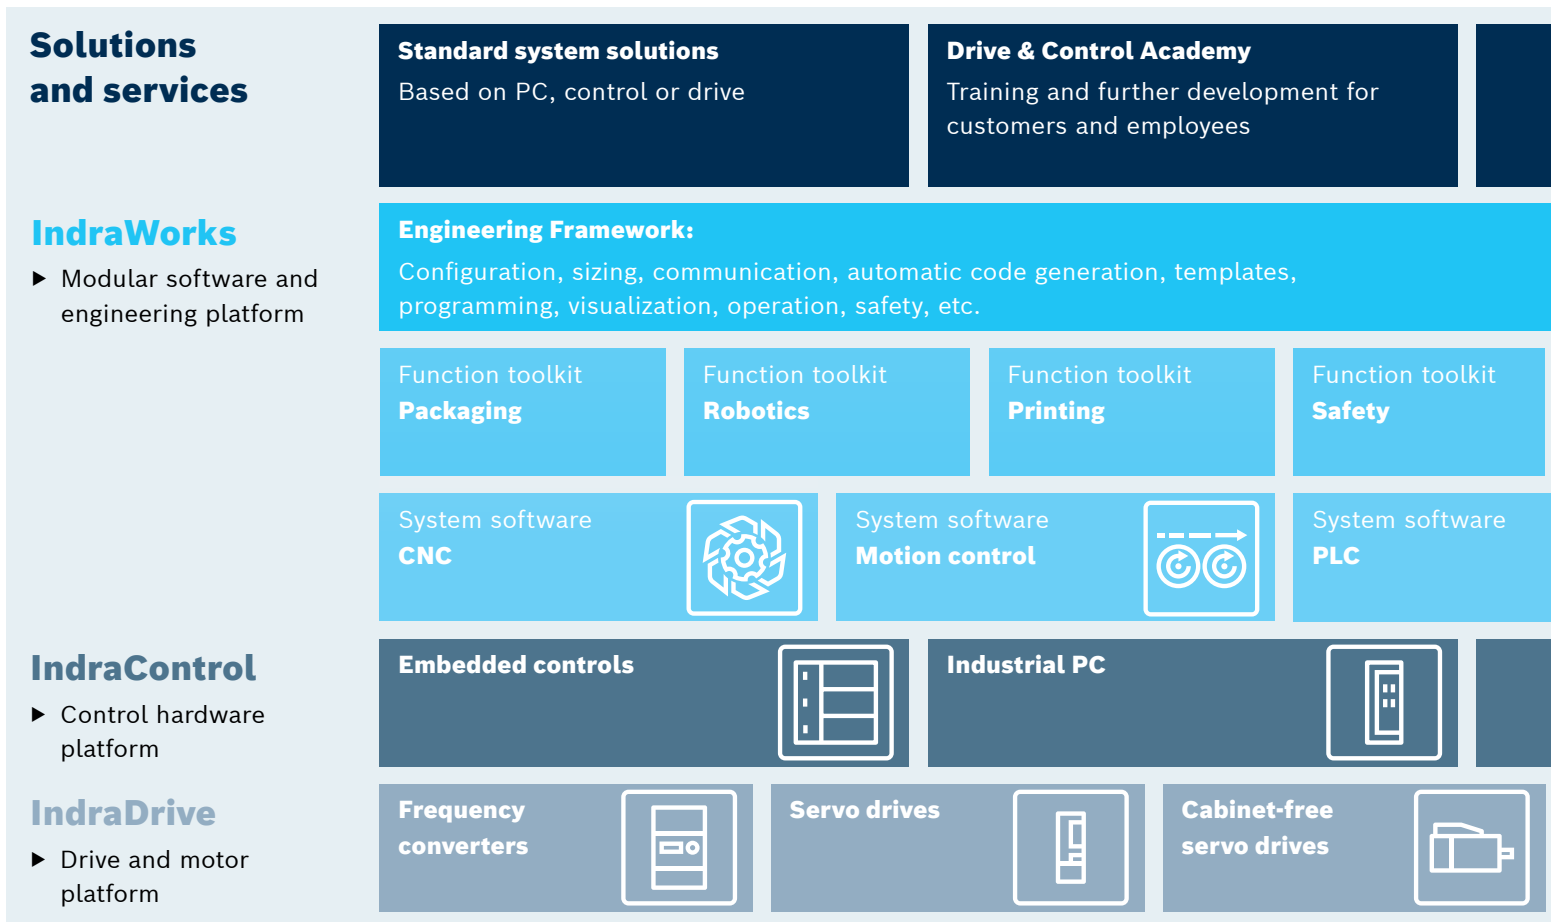 Solutions
and services
Standard system solutions
Based on PC, control or drive
Drive & Control Academy
Training and further development for
customers and employees
IndraWorks
▶ Modular software and
engineering platform
Engineering Framework:
Configuration, sizing, communication, automatic code generation, templates,
programming, visualization, operation, safety, etc.
Function toolkit
Packaging
Function toolkit
Robotics
Function toolkit
Printing
Function toolkit
Safety
System software
CNC
System software
Motion control
System software
PLC
IndraControl
▶ Control hardware
platform
Embedded controls
Industrial PC
IndraDrive
▶ Drive and motor
platform
Frequency
converters
Servo drives
Cabinet-free
servo drives